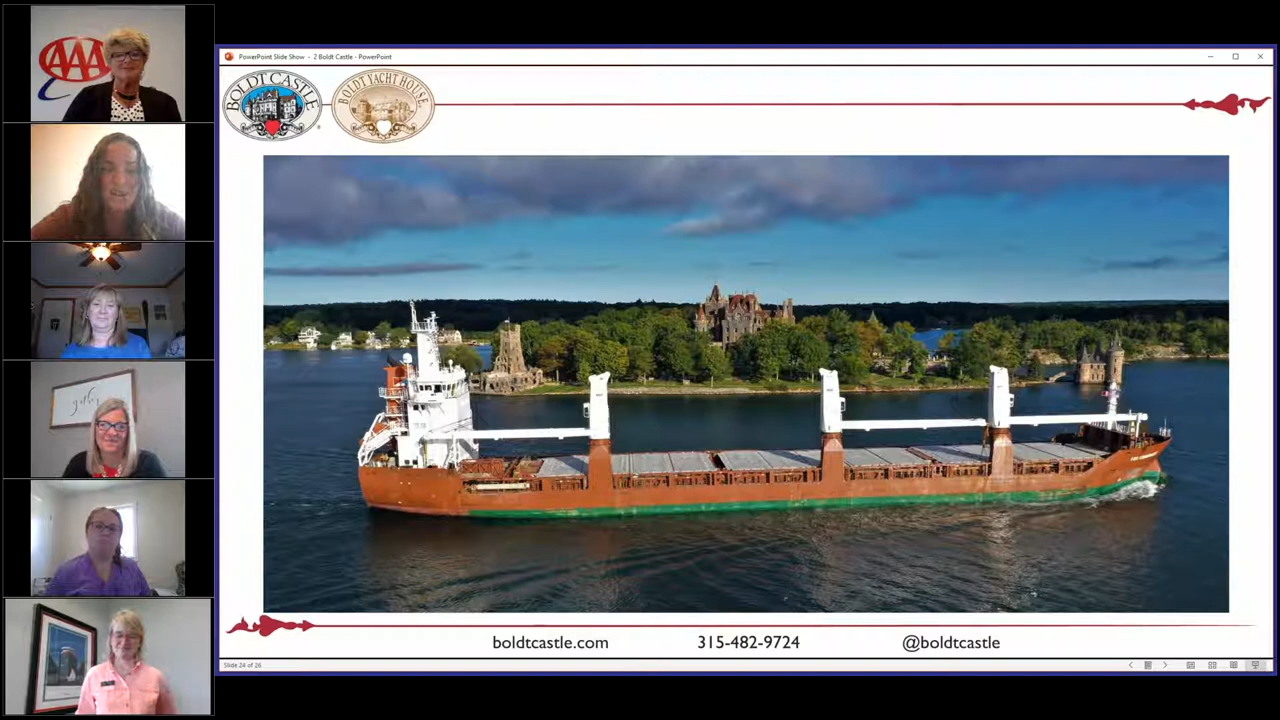 AAA
gather
PowerPoint Slide Show - 2 Boldt Castle - PowerPoint
BOLDT CASTLE
BOLDT YACHT HOUSE
boldtcastle.com
315-482-9724
@boldtcastle
Slide 24 of 26